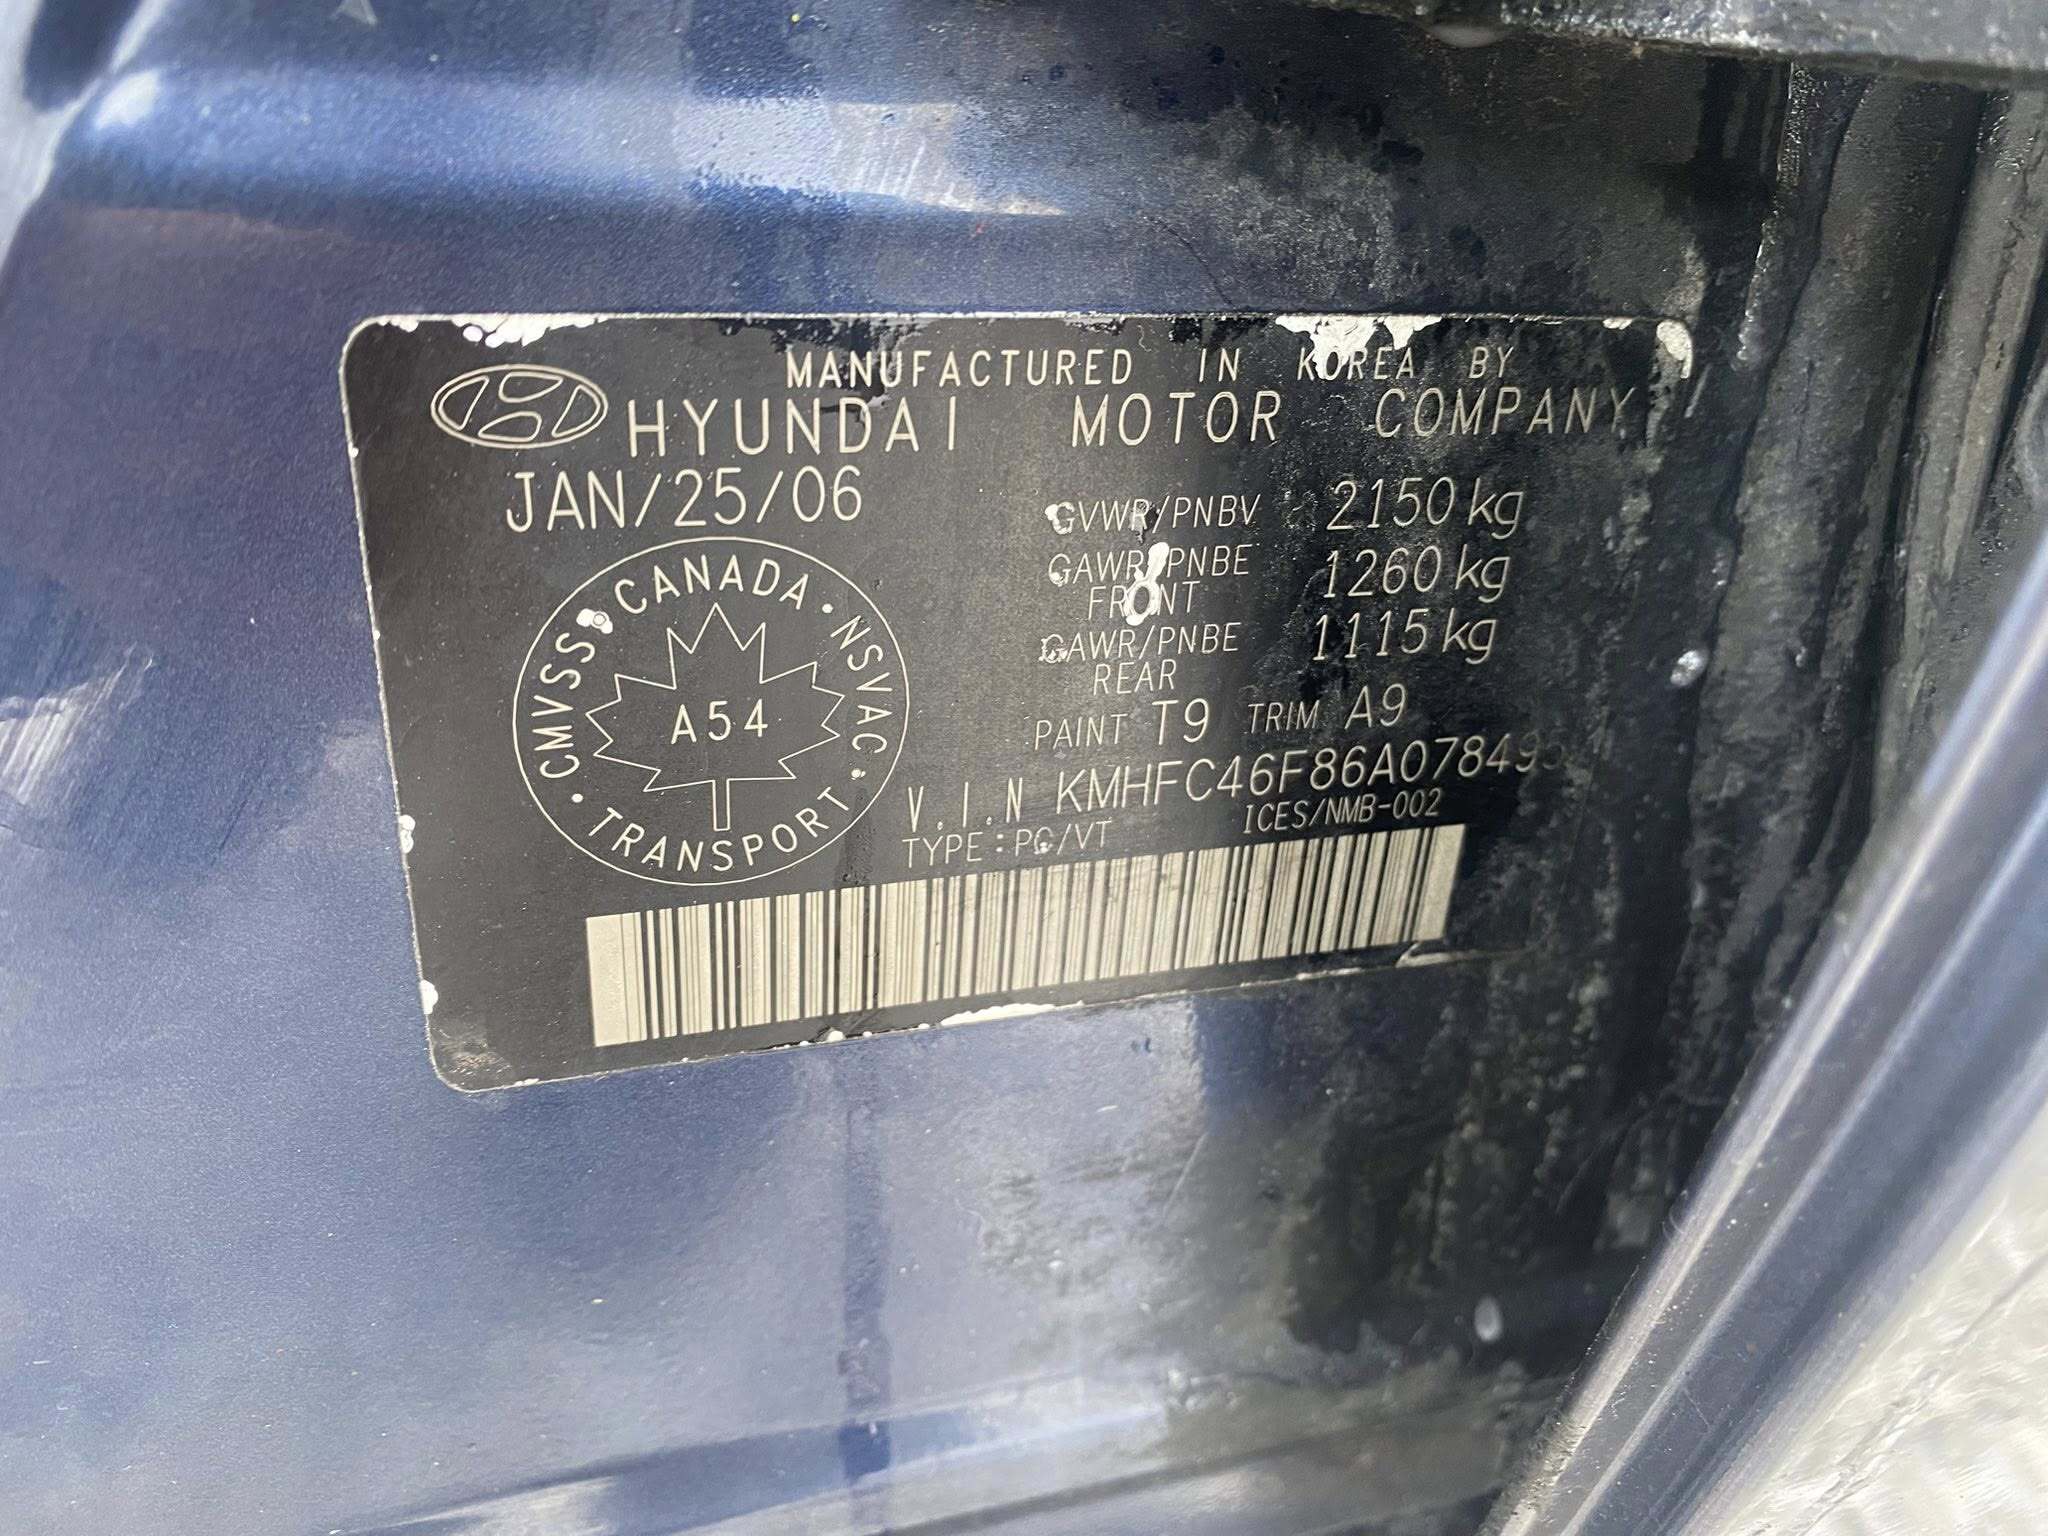 MANUFACTURED IN KOREA BY
HYUNDAI MOTOR COMPANY
JAN/25/06
GVWR/PNBV 2150 kg
GAWR/PNBE FRONT 1260 kg
GAWR/PNBE REAR 1115 kg
PAINT T9 TRIM A9
V.I.N
TYPE : PC/VT
ICES/NMB-002
CMVSS · CANADA · NSVAC · TRANSPORT ·
A54